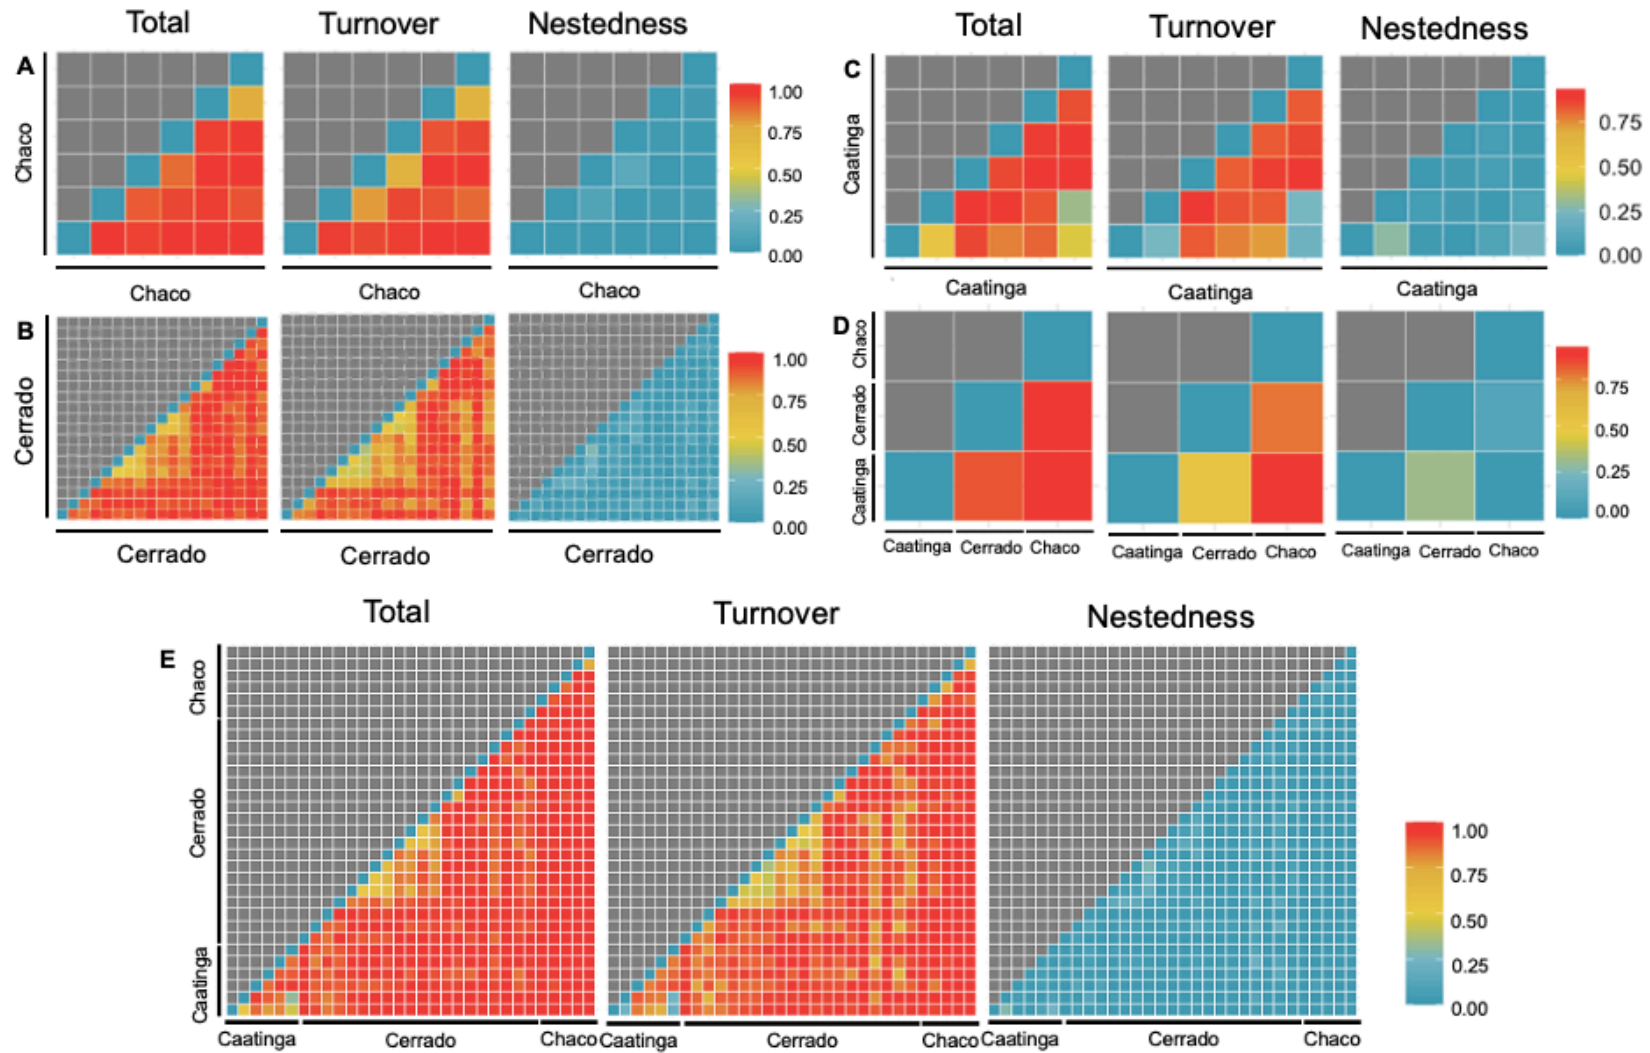 Total Turnover Nestedness
A
Chaco
1.00
0.75
0.50
0.25
0.00
Chaco Chaco Chaco
B
Cerrado
1.00
0.75
0.50
0.25
0.00
Cerrado Cerrado Cerrado
Total Turnover Nestedness
C
Caatinga
0.75
0.50
0.25
0.00
Caatinga Caatinga Caatinga
D
Chaco
Cerrado
Caatinga
0.75
0.50
0.25
0.00
Caatinga Cerrado Chaco Caatinga Cerrado Chaco Caatinga Cerrado Chaco
Total Turnover Nestedness
E
Chaco
Cerrado
Caatinga
1.00
0.75
0.50
0.25
0.00
Caatinga Cerrado Chaco Caatinga Cerrado Chaco Caatinga Cerrado Chaco